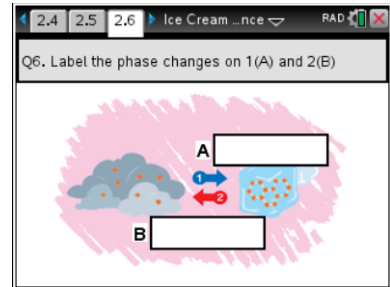 2.4 2.5 2.6 Ice Cream …nce RAD
Q6. Label the phase changes on 1(A) and 2(B)
A
1
2
B